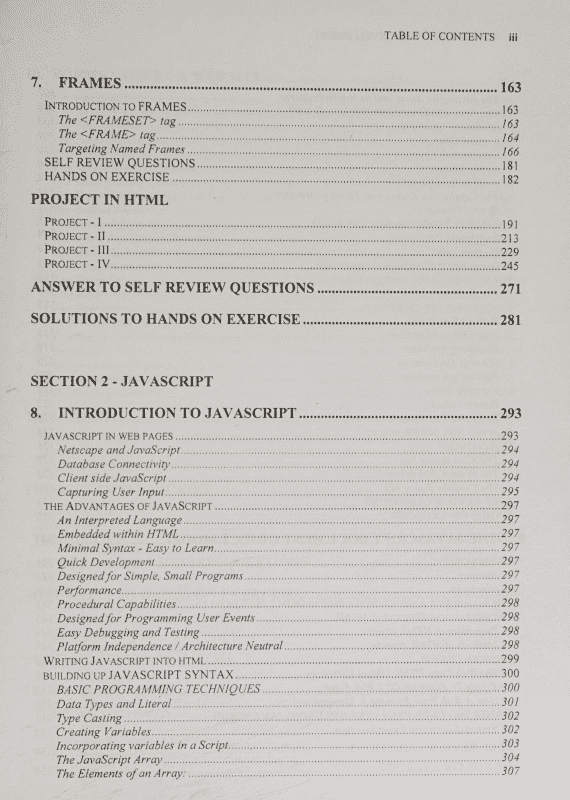 TABLE OF CONTENTS iii
7. FRAMES ........ 163
INTRODUCTION TO FRAMES ........ 163
The <FRAMESET> tag ........ 163
The <FRAME> tag ........ 164
Targeting Named Frames ........ 166
SELF REVIEW QUESTIONS ........ 181
HANDS ON EXERCISE ........ 182
PROJECT IN HTML
PROJECT - I ........ 191
PROJECT - II ........ 213
PROJECT - III ........ 229
PROJECT - IV ........ 245
ANSWER TO SELF REVIEW QUESTIONS ........ 271
SOLUTIONS TO HANDS ON EXERCISE ........ 281
SECTION 2 - JAVASCRIPT
8. INTRODUCTION TO JAVASCRIPT ........ 293
JAVASCRIPT IN WEB PAGES ........ 293
Netscape and JavaScript ........ 294
Database Connectivity ........ 294
Client side JavaScript ........ 294
Capturing User Input ........ 295
THE ADVANTAGES OF JAVASCRIPT ........ 297
An Interpreted Language ........ 297
Embedded within HTML ........ 297
Minimal Syntax - Easy to Learn ........ 297
Quick Development ........ 297
Designed for Simple, Small Programs ........ 297
Performance ........ 297
Procedural Capabilities ........ 298
Designed for Programming User Events ........ 298
Easy Debugging and Testing ........ 298
Platform Independence / Architecture Neutral ........ 298
WRITING JAVASCRIPT INTO HTML ........ 299
BUILDING UP JAVASCRIPT SYNTAX ........ 300
BASIC PROGRAMMING TECHNIQUES ........ 300
Data Types and Literal ........ 301
Type Casting ........ 302
Creating Variables ........ 302
Incorporating variables in a Script ........ 303
The JavaScript Array ........ 304
The Elements of an Array: ........ 307